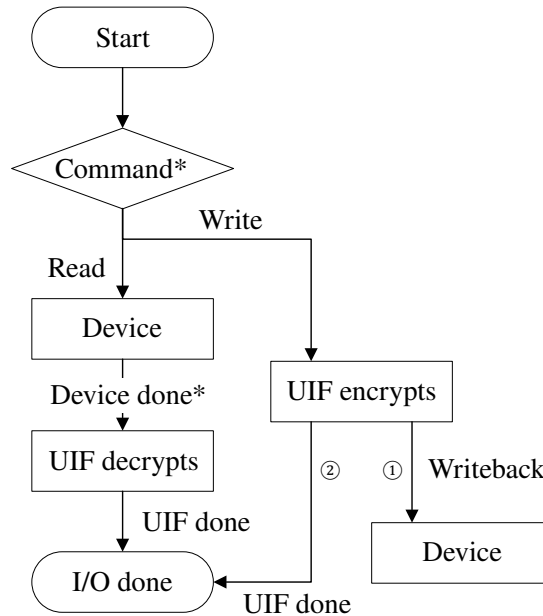 Start
Command*
Write
Read
Device
Device done*
UIF encrypts
UIF decrypts
② ① Writeback
UIF done
Device
I/O done
UIF done